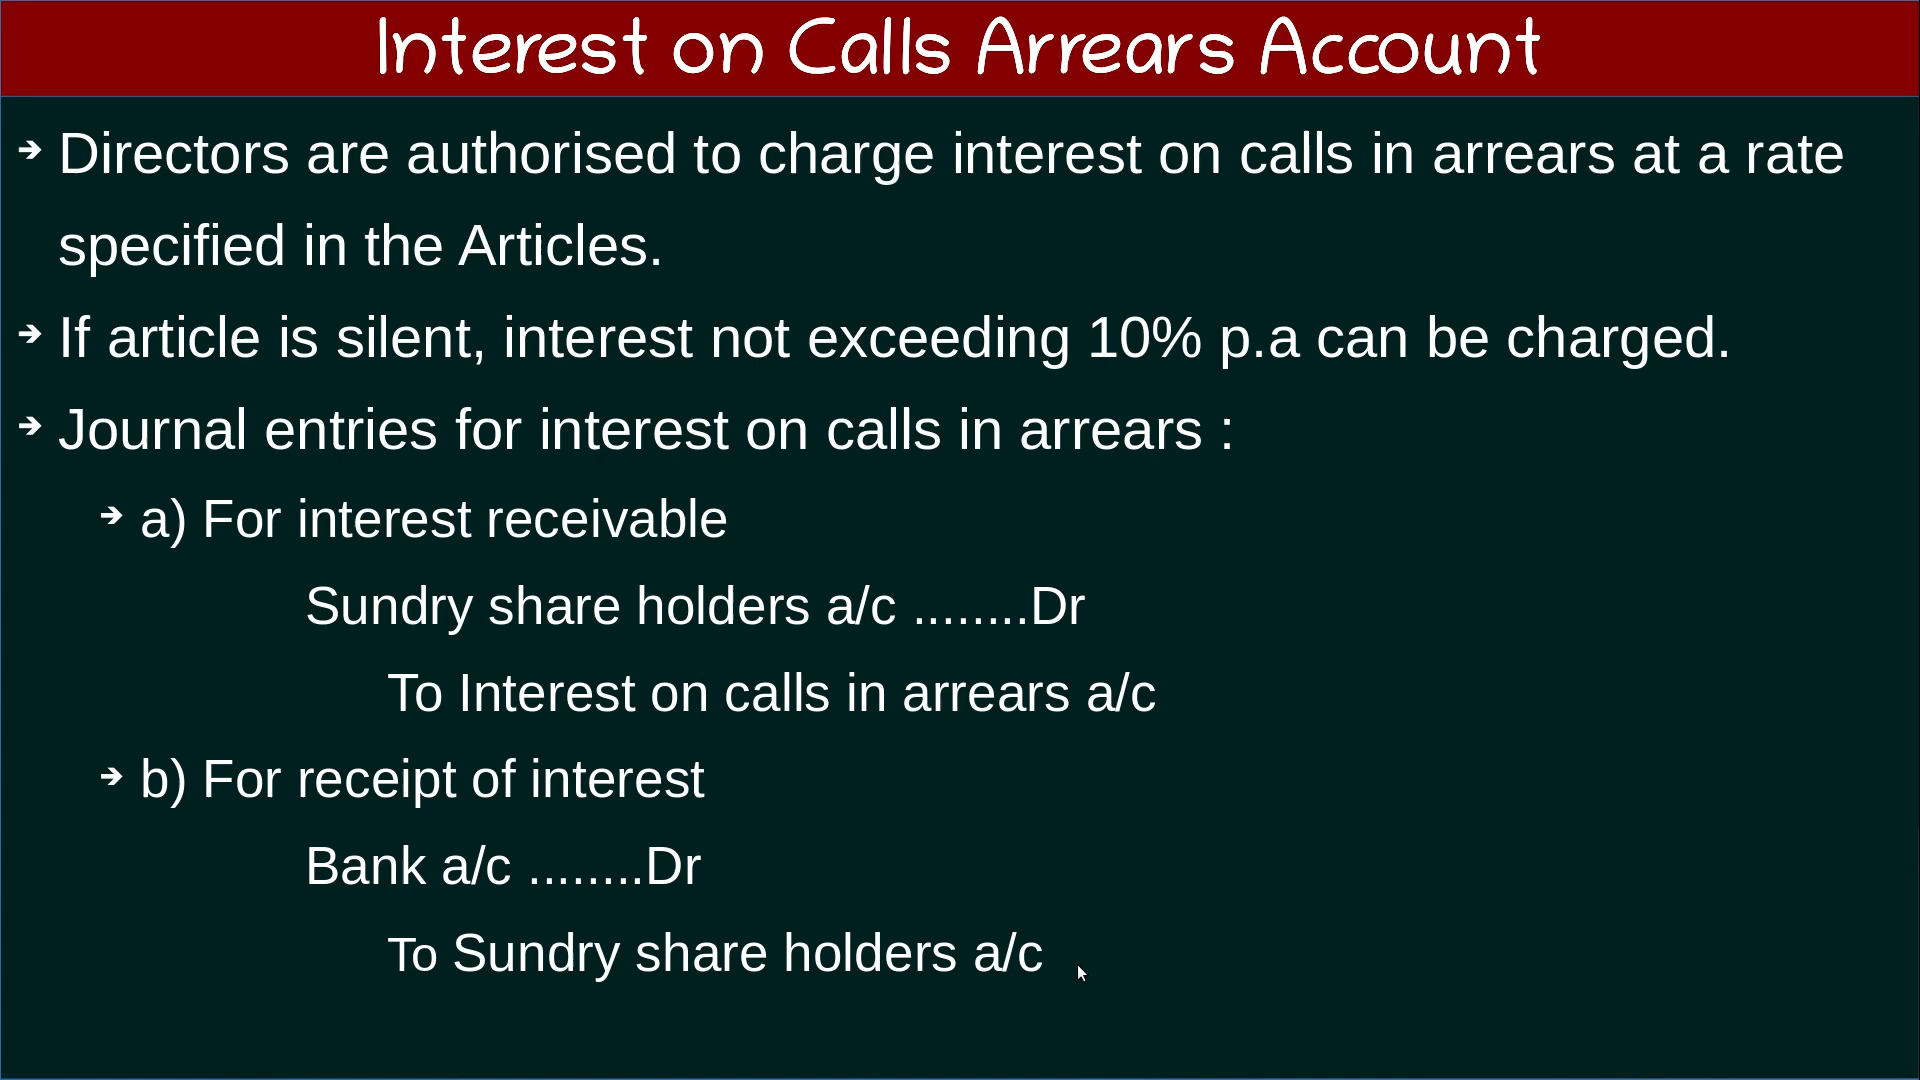 Interest on Calls Arrears Account
➔ Directors are authorised to charge interest on calls in arrears at a rate
specified in the Articles.
➔ If article is silent, interest not exceeding 10% p.a can be charged.
➔ Journal entries for interest on calls in arrears :
➔ a) For interest receivable
Sundry share holders a/c ........Dr
To Interest on calls in arrears a/c
➔ b) For receipt of interest
Bank a/c ........Dr
To Sundry share holders a/c